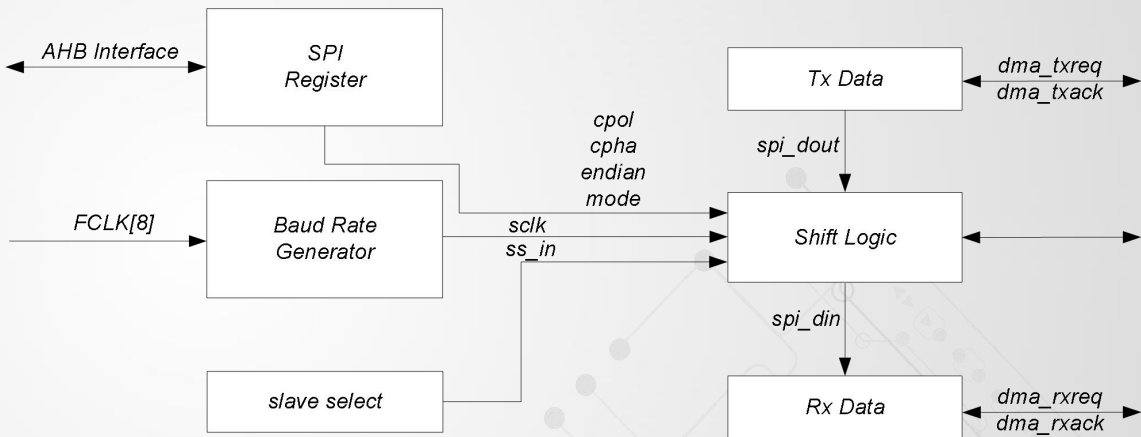 AHB Interface
SPI
Register
Tx Data
dma_txreq
dma_txack
cpol
cpha
endian
mode
spi_dout
FCLK[8]
Baud Rate
Generator
sclk
ss_in
Shift Logic
spi_din
slave select
Rx Data
dma_rxreq
dma_rxack